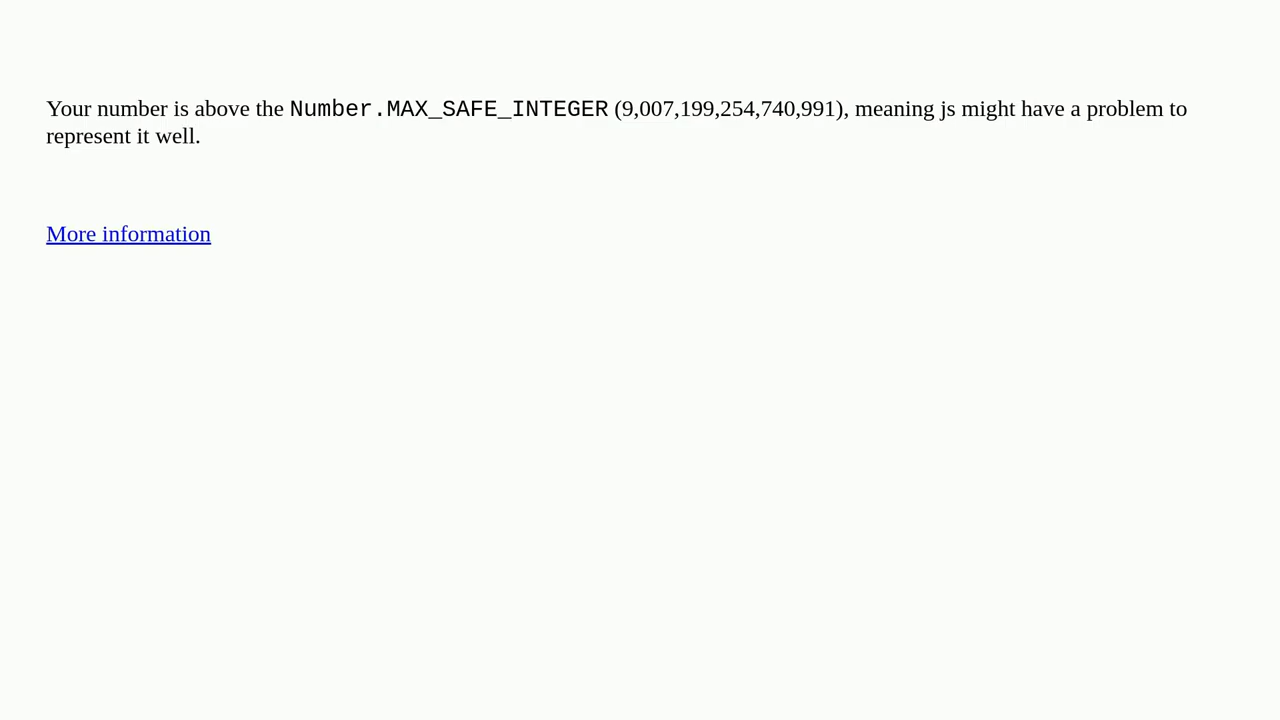 Your number is above the Number.MAX_SAFE_INTEGER (9,007,199,254,740,991), meaning js might have a problem to
represent it well.
More information